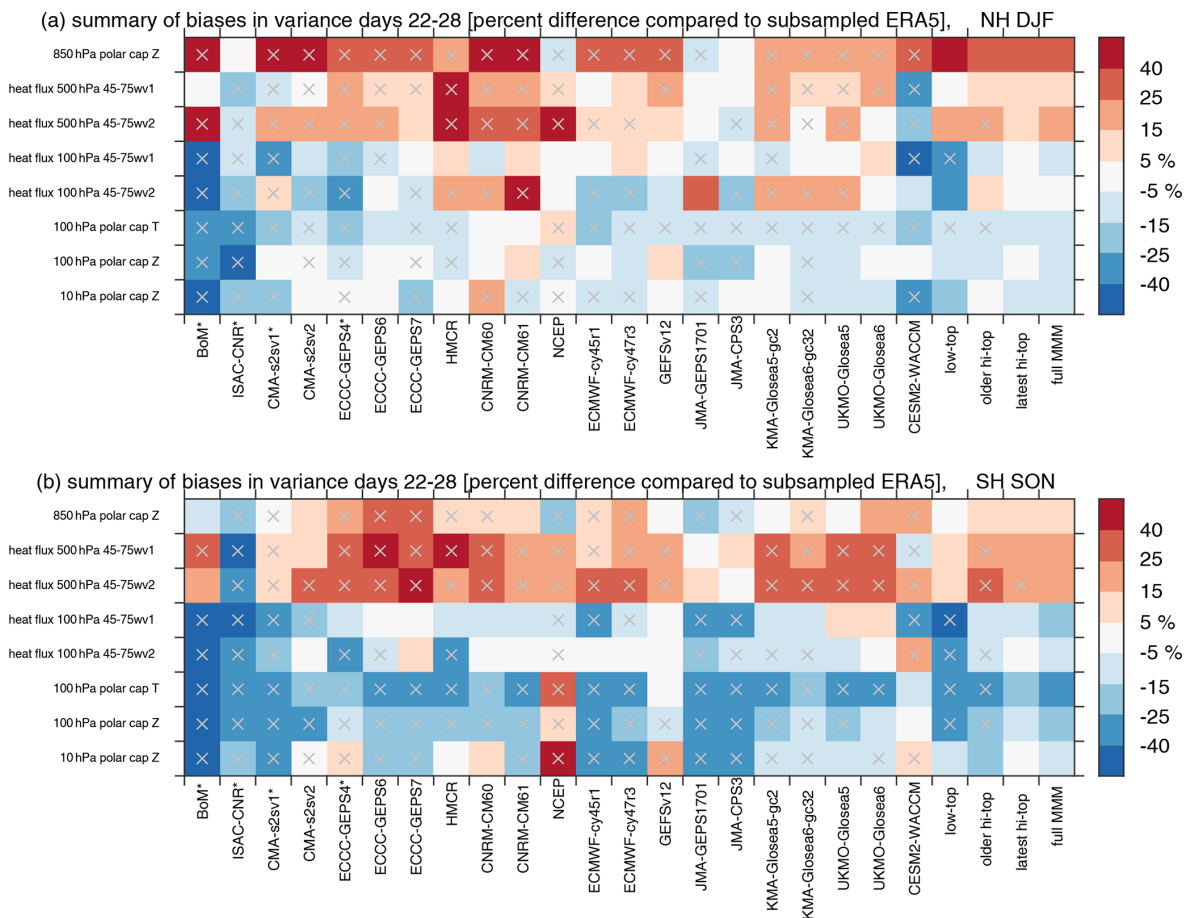 (a) summary of biases in variance days 22-28 [percent difference compared to subsampled ERA5], NH DJF
850 hPa polar cap Z
heat flux 500 hPa 45-75wv1
heat flux 500 hPa 45-75wv2
heat flux 100 hPa 45-75wv1
heat flux 100 hPa 45-75wv2
100 hPa polar cap T
100 hPa polar cap Z
10 hPa polar cap Z
40
25
15
5 %
-5 %
-15
-25
-40
BoM*
ISAC-CNR*
CMA-s2sv1*
CMA-s2sv2
ECCC-GEPS4*
ECCC-GEPS6
ECCC-GEPS7
HMCR
CNRM-CM60
CNRM-CM61
NCEP
ECMWF-cy45r1
ECMWF-cy47r3
GEFSv12
JMA-GEPS1701
JMA-CPS3
KMA-Glosea5-gc2
KMA-Glosea6-gc32
UKMO-Glosea5
UKMO-Glosea6
CESM2-WACCM
low-top
older hi-top
latest hi-top
full MMM
(b) summary of biases in variance days 22-28 [percent difference compared to subsampled ERA5], SH SON
850 hPa polar cap Z
heat flux 500 hPa 45-75wv1
heat flux 500 hPa 45-75wv2
heat flux 100 hPa 45-75wv1
heat flux 100 hPa 45-75wv2
100 hPa polar cap T
100 hPa polar cap Z
10 hPa polar cap Z
40
25
15
5 %
-5 %
-15
-25
-40
BoM*
ISAC-CNR*
CMA-s2sv1*
CMA-s2sv2
ECCC-GEPS4*
ECCC-GEPS6
ECCC-GEPS7
HMCR
CNRM-CM60
CNRM-CM61
NCEP
ECMWF-cy45r1
ECMWF-cy47r3
GEFSv12
JMA-GEPS1701
JMA-CPS3
KMA-Glosea5-gc2
KMA-Glosea6-gc32
UKMO-Glosea5
UKMO-Glosea6
CESM2-WACCM
low-top
older hi-top
latest hi-top
full MMM